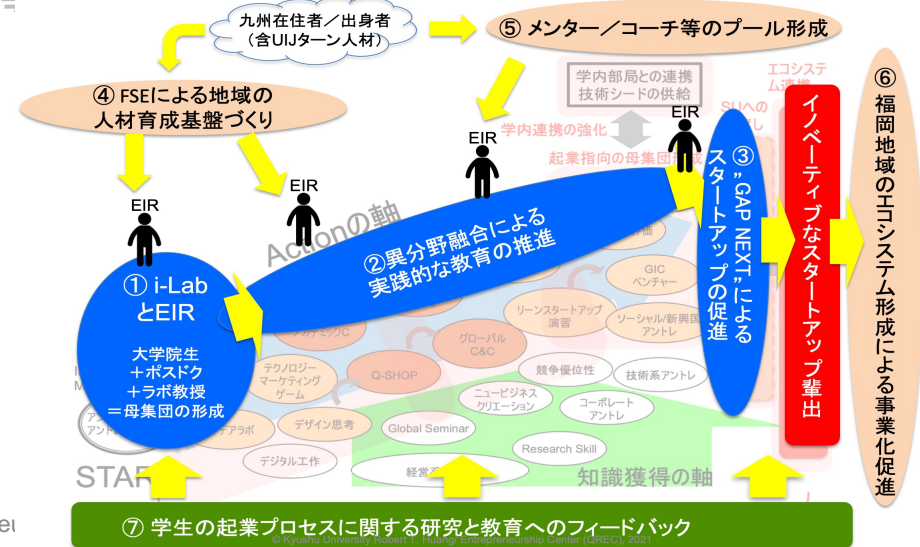 九州在住者／出身者
（含UIJターン人材）
⑤ メンター／コーチ等のプール形成
④ FSEによる地域の
人材育成基盤づくり
学内部局との連携
技術シードの供給
エコシステ
ム連携
SUへの
学内連携の強化
起業指向の母集団形成
EIR
EIR
EIR
EIR
① i-Lab
とEIR
大学院生
＋ポスドク
＋ラボ教授
＝母集団の形成
Actionの軸
②異分野融合による
実践的な教育の推進
③”GAP NEXT”による
スタートアップの促進
イノベーティブなスタートアップ輩出
⑥ 福岡地域のエコシステム形成による事業化促進
GIC
ベンチャー
リーンスタートアップ
演習
ソーシャル/新興国
アントレ
グローバル
C&C
テクノロジー
マーケティング
ゲーム
Q-SHOP
競争優位性
技術系アントレ
ニュービジネス
クリエーション
コーポレート
アントレ
デザイン思考
Global Seminar
Research Skill
デジタル工作
START
知識獲得の軸
⑦ 学生の起業プロセスに関する研究と教育へのフィードバック
© Kyushu University Robert T. Huang/ Entrepreneurship Center (QREC), 2021